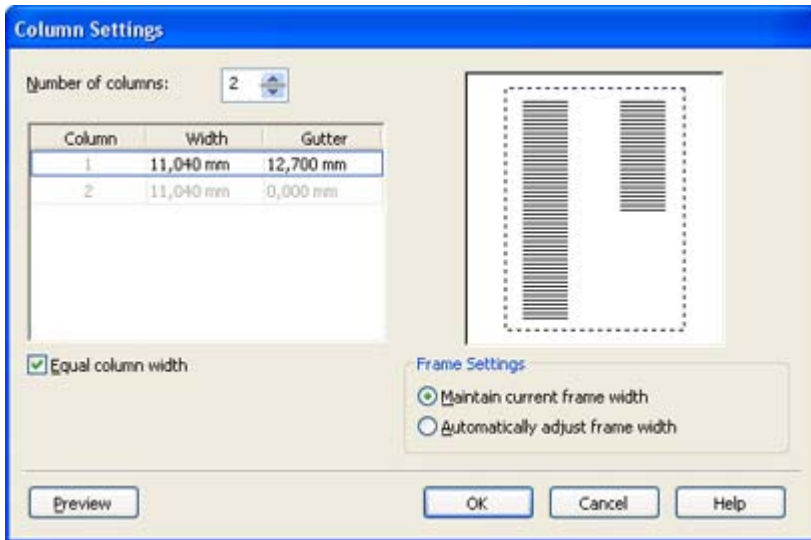 Column Settings
Number of columns: 2
Column Width Gutter
1 11,040 mm 12,700 mm
2 11,040 mm 0,000 mm
Equal column width
Frame Settings
Maintain current frame width
Automatically adjust frame width
Preview OK Cancel Help